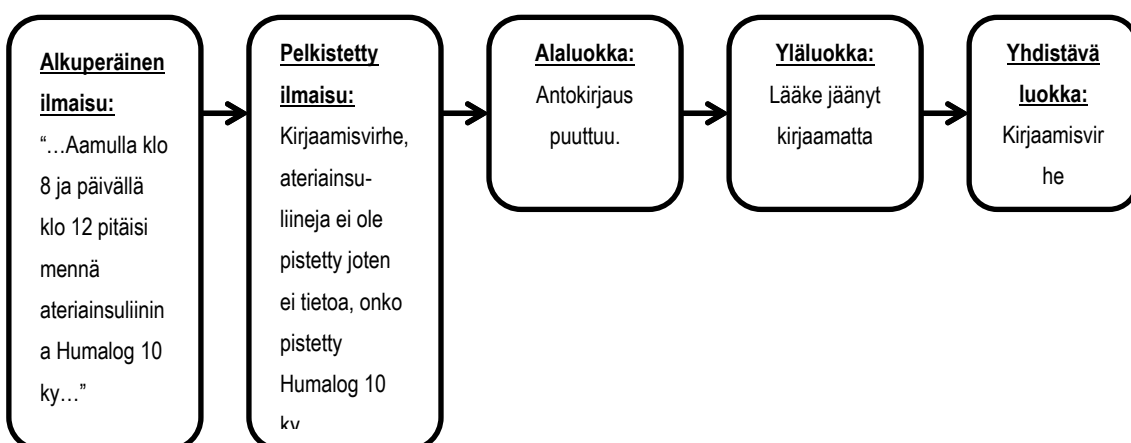 Alkuperäinen
ilmaisu:
“…Aamulla klo
8 ja päivällä
klo 12 pitäisi
mennä
ateriainsuliinin
a Humalog 10
ky…”
Pelkistetty
ilmaisu:
Kirjaamisvirhe,
ateriainsu-
liineja ei ole
pistetty joten
ei tietoa, onko
pistetty
Humalog 10
ky
Alaluokka:
Antokirjaus
puuttuu.
Yläluokka:
Lääke jäänyt
kirjaamatta
Yhdistävä
luokka:
Kirjaamisvir
he